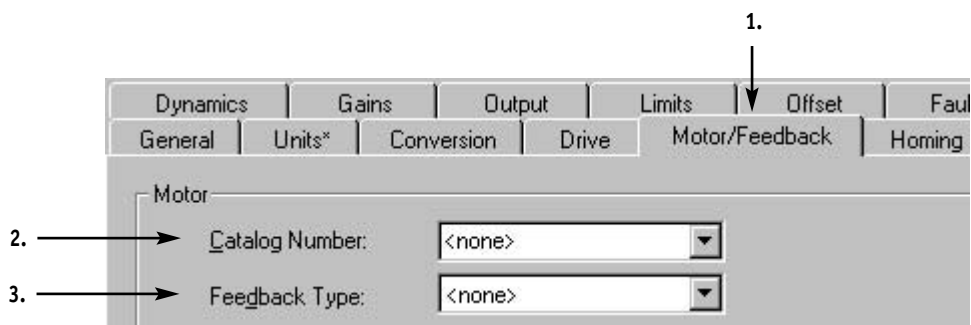 1.
Dynamics Gains Output Limits Offset Faul
General Units* Conversion Drive Motor/Feedback Homing
Motor
2. Catalog Number: <none>
3. Feedback Type: <none>